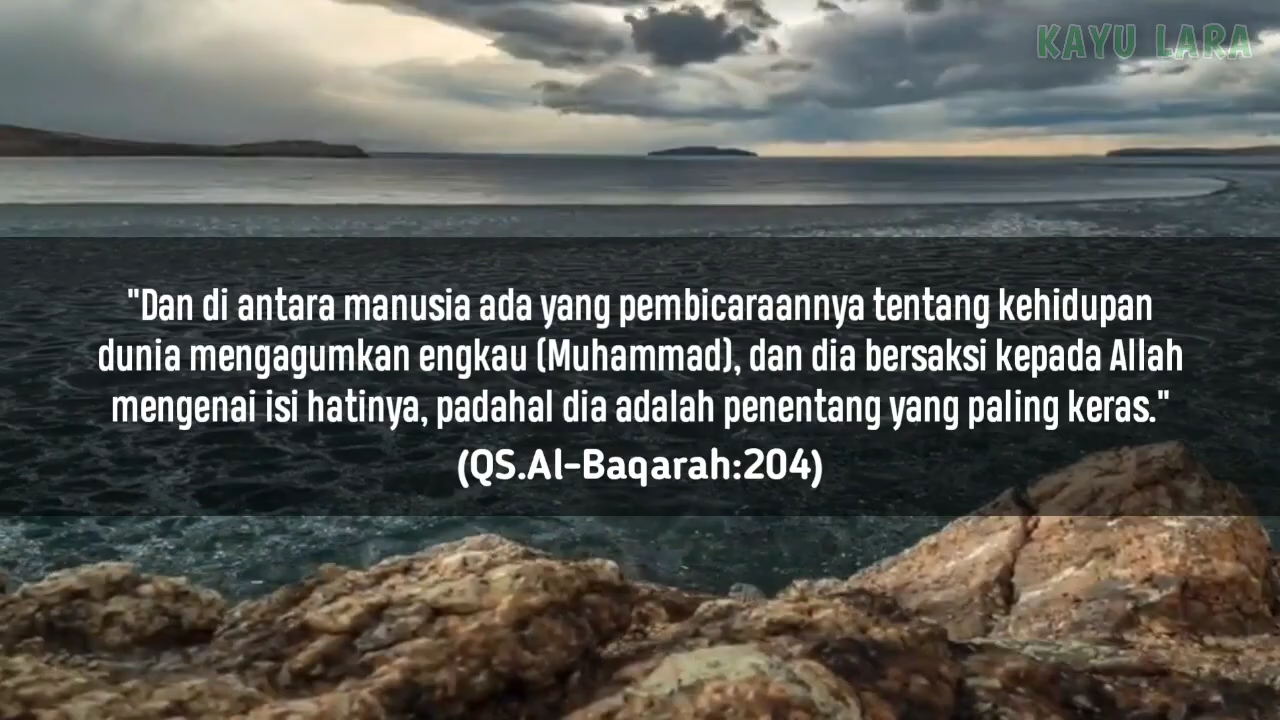 KAYU LARA
"Dan di antara manusia ada yang pembicaraannya tentang kehidupan
dunia mengagumkan engkau (Muhammad), dan dia bersaksi kepada Allah
mengenai isi hatinya, padahal dia adalah penentang yang paling keras."
(QS.Al-Baqarah:204)